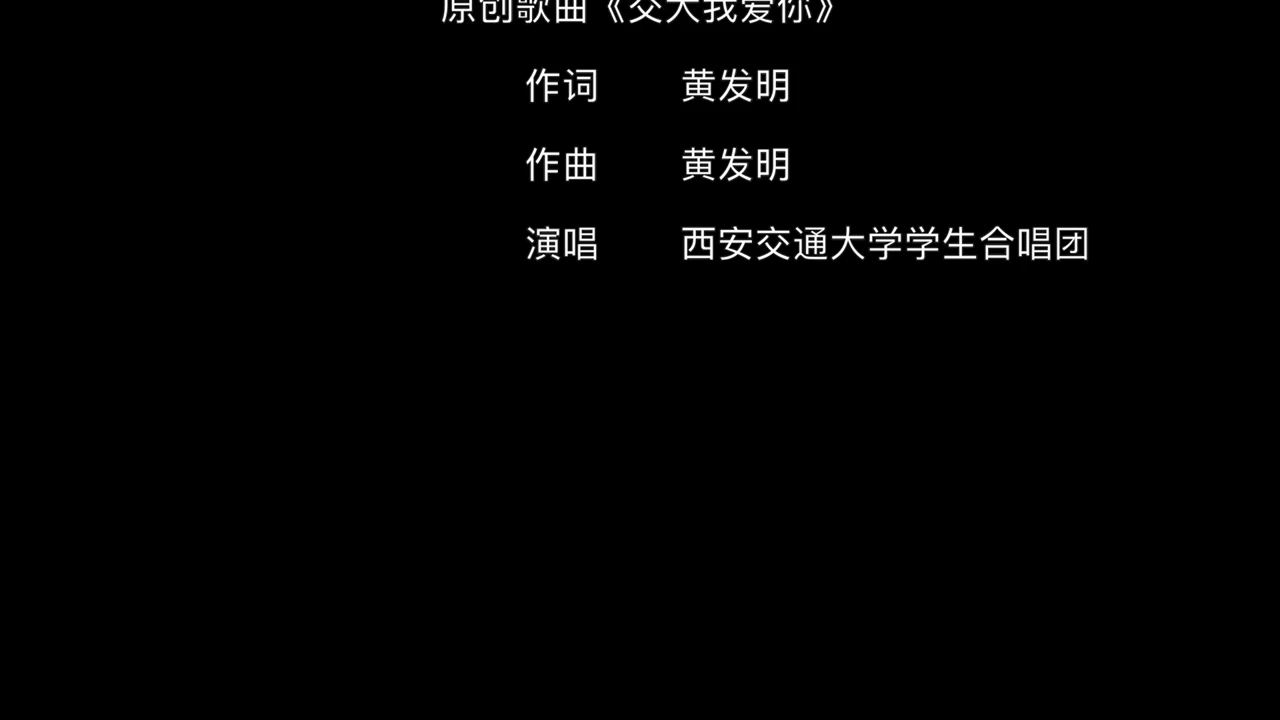 原创歌曲《交大我爱你》
作词 黄发明
作曲 黄发明
演唱 西安交通大学学生合唱团